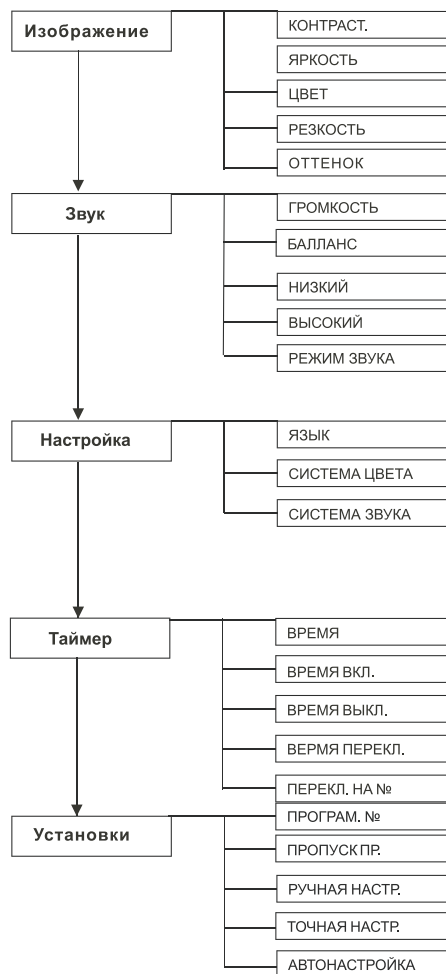 Изображение
КОНТРАСТ.
ЯРКОСТЬ
ЦВЕТ
РЕЗКОСТЬ
ОТТЕНОК
Звук
ГРОМКОСТЬ
БАЛЛАНС
НИЗКИЙ
ВЫСОКИЙ
РЕЖИМ ЗВУКА
Настройка
ЯЗЫК
СИСТЕМА ЦВЕТА
СИСТЕМА ЗВУКА
Таймер
ВРЕМЯ
ВРЕМЯ ВКЛ.
ВРЕМЯ ВЫКЛ.
ВЕРМЯ ПЕРЕКЛ.
ПЕРЕКЛ. НА №
Установки
ПРОГРАМ. №
ПРОПУСК ПР.
РУЧНАЯ НАСТР.
ТОЧНАЯ НАСТР.
АВТОНАСТРОЙКА